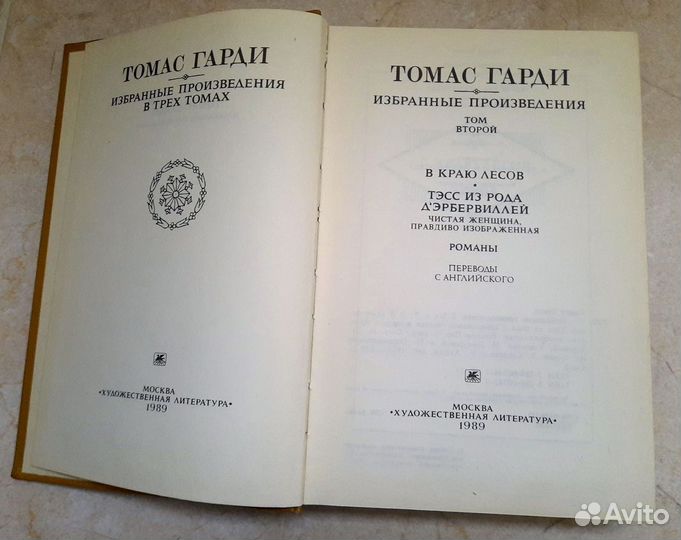 ТОМАС ГАРДИ
ИЗБРАННЫЕ ПРОИЗВЕДЕНИЯ
В ТРЕХ ТОМАХ
МОСКВА
«ХУДОЖЕСТВЕННАЯ ЛИТЕРАТУРА»
1989
ТОМАС ГАРДИ
ИЗБРАННЫЕ ПРОИЗВЕДЕНИЯ
ТОМ
ВТОРОЙ
В КРАЮ ЛЕСОВ
ТЭСС ИЗ РОДА
Д'ЭРБЕРВИЛЛЕЙ
ЧИСТАЯ ЖЕНЩИНА,
ПРАВДИВО ИЗОБРАЖЕННАЯ
РОМАНЫ
ПЕРЕВОДЫ
С АНГЛИЙСКОГО
МОСКВА
«ХУДОЖЕСТВЕННАЯ ЛИТЕРАТУРА»
1989
Avito